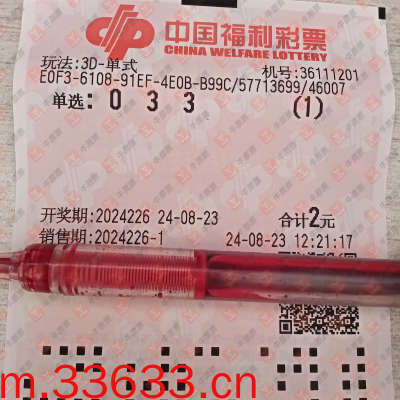 中国福利彩票
CHINA WELFARE LOTTERY
玩法:3D-单式 机号:36111201
E0F3-6108-91EF-4E0B-B99C/57713699/46007
单选: 0 3 3 (1)
开奖期:2024226 24-08-23 合计2元
销售期:2024226-1 24-08-23 12:21:17
m.33633.cn